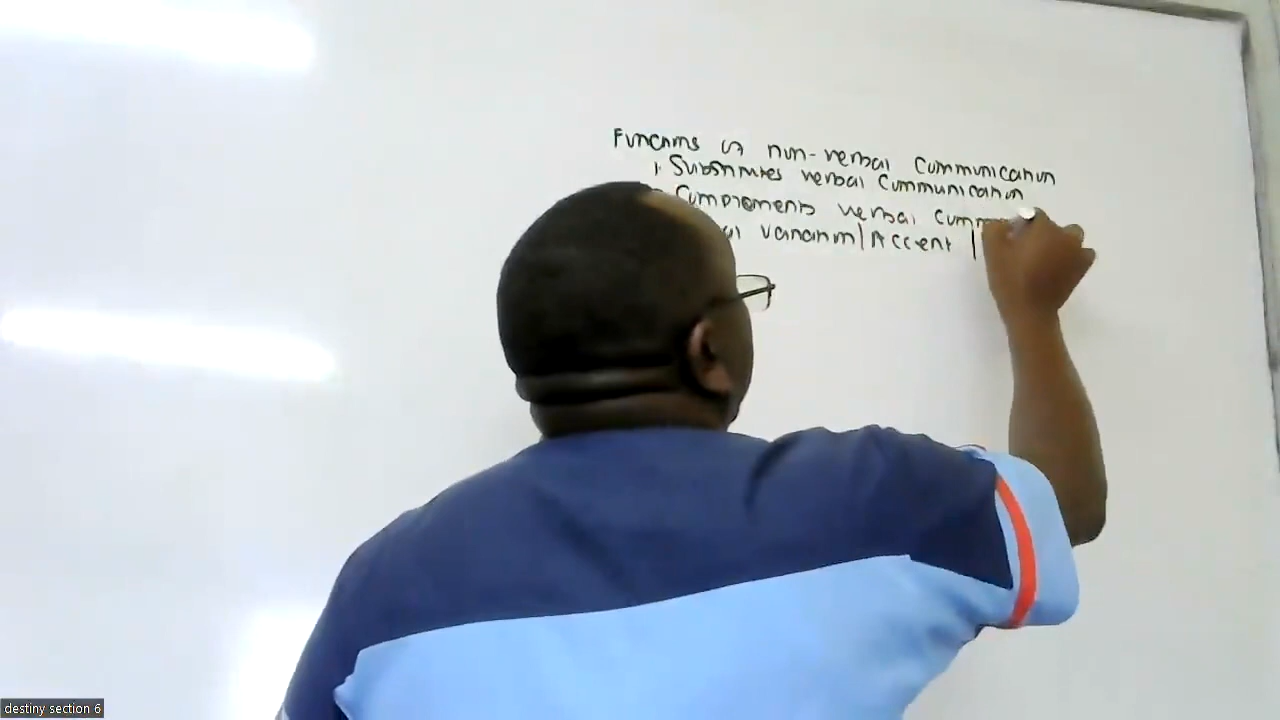 Functions of non-verbal communication
1. Substitutes verbal communication
Complements verbal
variation/Accent |
destiny section 6